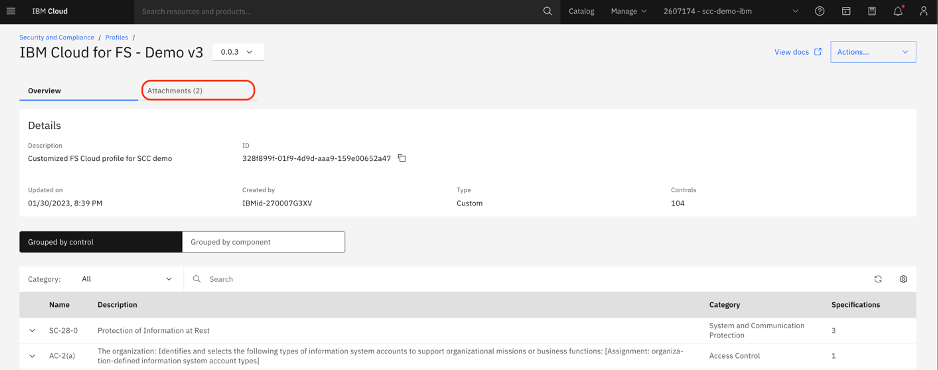 IBM Cloud
Search resources and products...
Catalog
Manage
2607174 - scc-demo-ibm
Security and Compliance / Profiles /
IBM Cloud for FS - Demo v3
0.0.3
View docs
Actions...
Overview
Attachments (2)
Details
Description
ID
Customized FS Cloud profile for SCC demo
328f899f-01f9-4d9d-aaa9-159e00652a47
Updated on
Created by
Type
Controls
01/30/2023, 8:39 PM
IBMid-270007G3XV
Custom
104
Grouped by control
Grouped by component
Category:
All
Search
Name
Description
Category
Specifications
SC-28-0
Protection of Information at Rest
System and Communication
Protection
3
AC-2(a)
The organization: Identifies and selects the following types of information system accounts to support organizational missions or business functions: [Assignment: organiza-
tion-defined information system account types]
Access Control
1